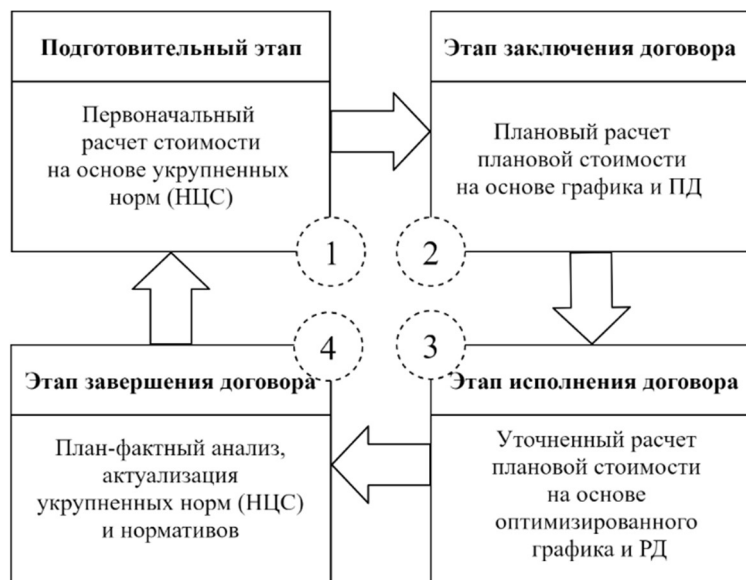 Подготовительный этап
Первоначальный
расчет стоимости
на основе укрупненных
норм (НЦС)
1
Этап заключения договора
Плановый расчет
плановой стоимости
на основе графика и ПД
2
Этап исполнения договора
Уточненный расчет
плановой стоимости
на основе
оптимизированного
графика и РД
3
Этап завершения договора
План-фактный анализ,
актуализация
укрупненных норм (НЦС)
и нормативов
4